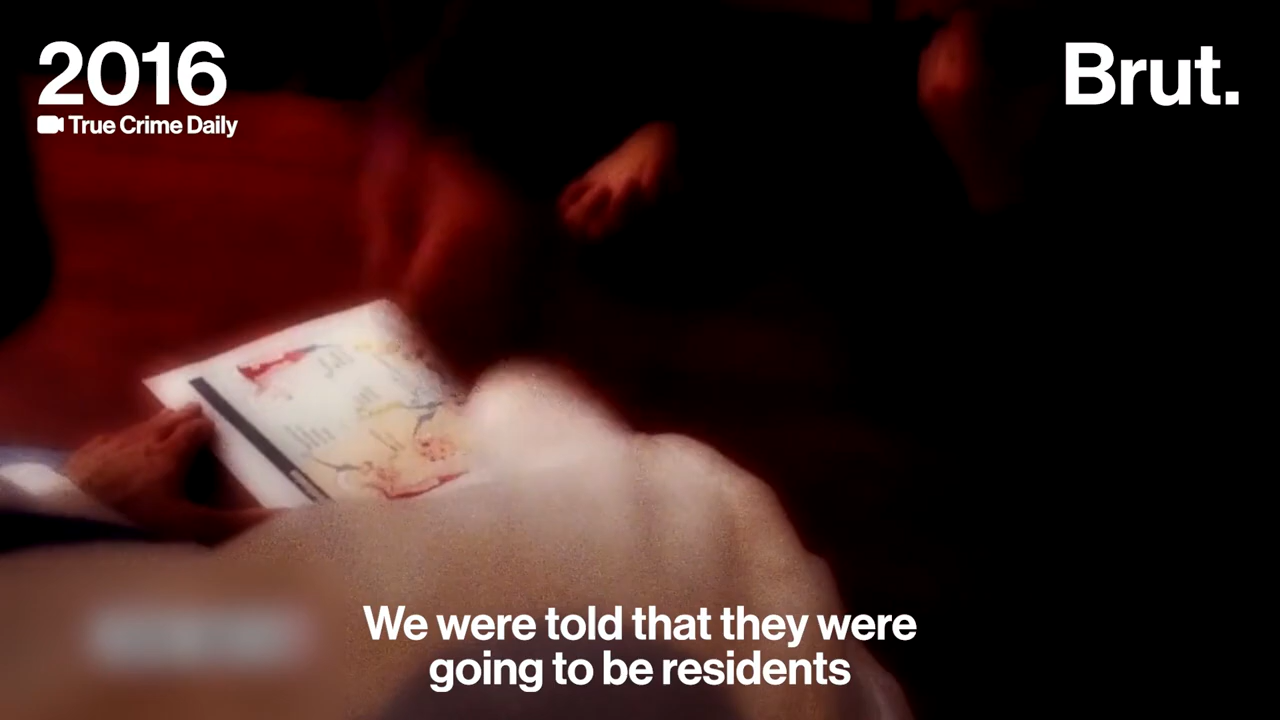 2016
True Crime Daily
Brut.
We were told that they were
going to be residents